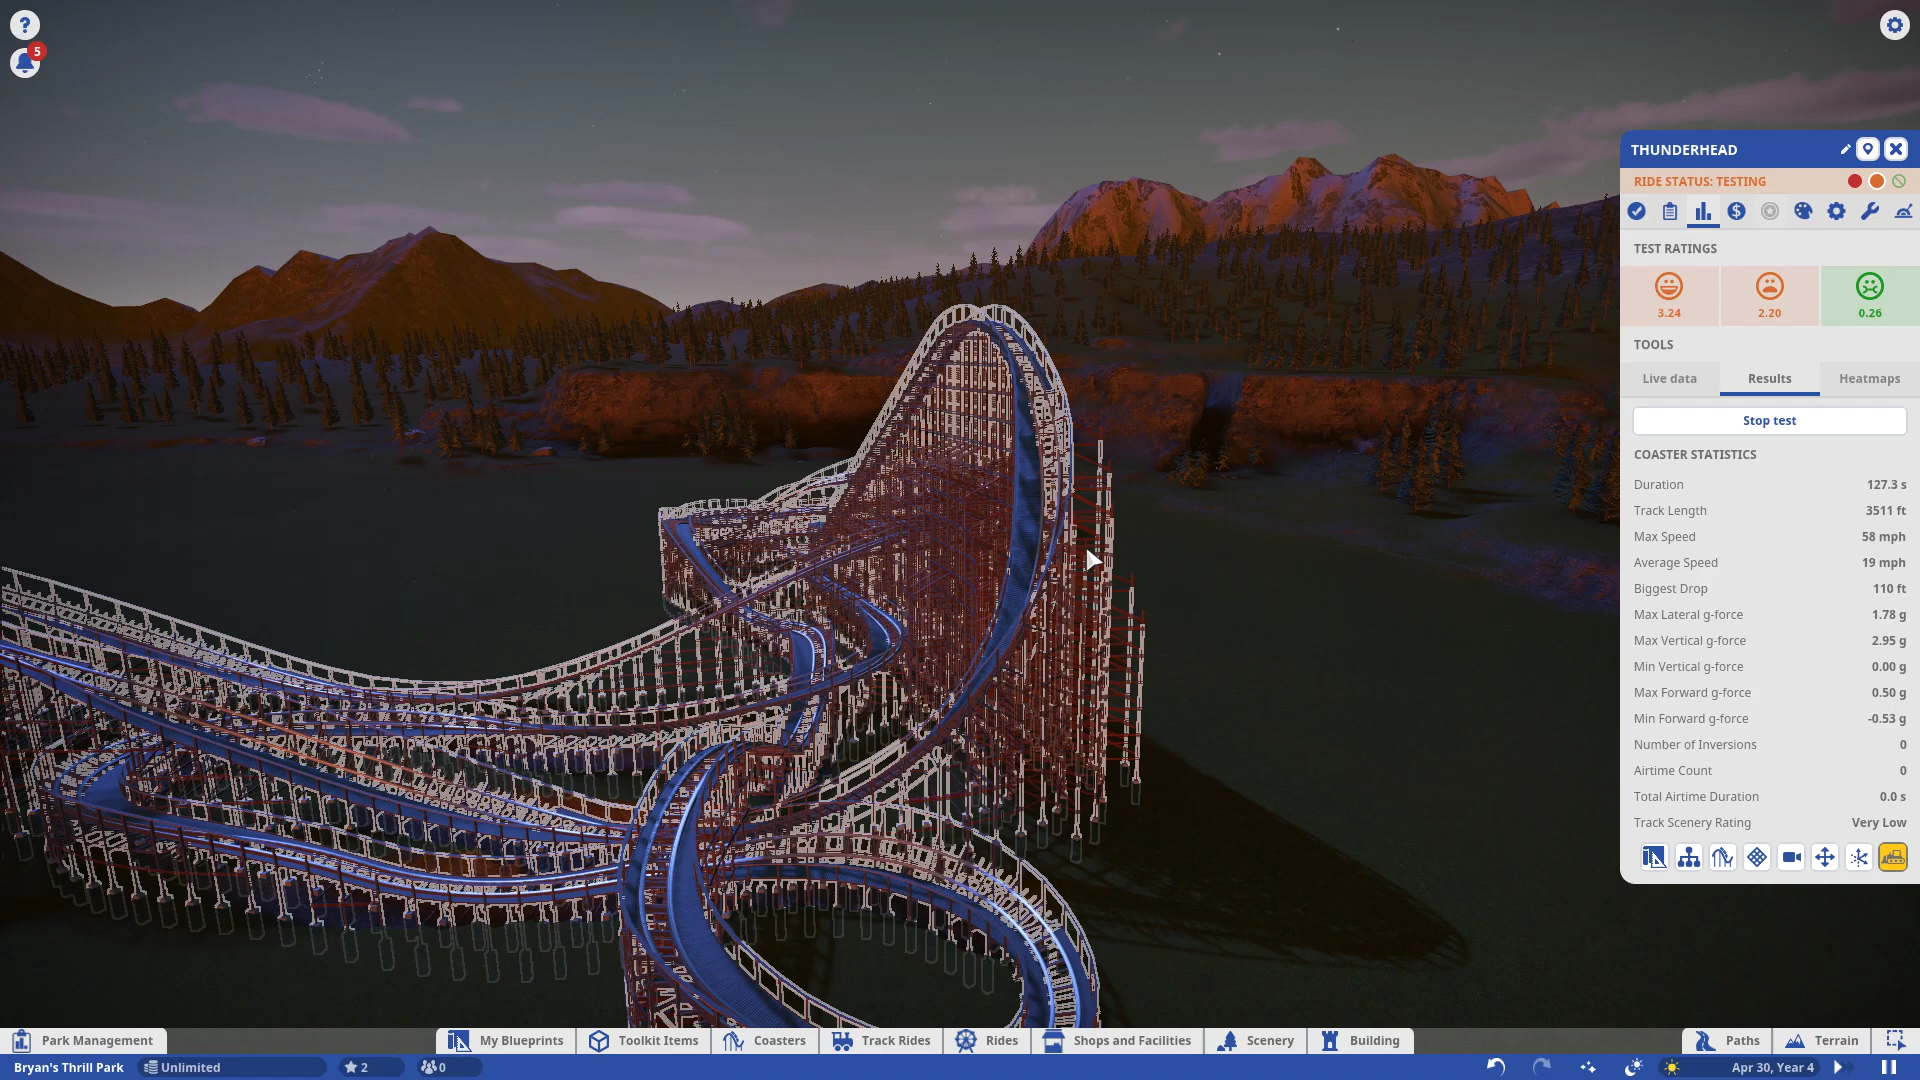 ?
5
THUNDERHEAD
RIDE STATUS: TESTING
TEST RATINGS
3.24 2.20 0.26
TOOLS
Live data Results Heatmaps
Stop test
COASTER STATISTICS
Duration 127.3 s
Track Length 3511 ft
Max Speed 58 mph
Average Speed 19 mph
Biggest Drop 110 ft
Max Lateral g-force 1.78 g
Max Vertical g-force 2.95 g
Min Vertical g-force 0.00 g
Max Forward g-force 0.50 g
Min Forward g-force -0.53 g
Number of Inversions 0
Airtime Count 0
Total Airtime Duration 0.0 s
Track Scenery Rating Very Low
Park Management My Blueprints Toolkit Items Coasters Track Rides Rides Shops and Facilities Scenery Building Paths Terrain
Bryan's Thrill Park Unlimited 2 0 Apr 30, Year 4